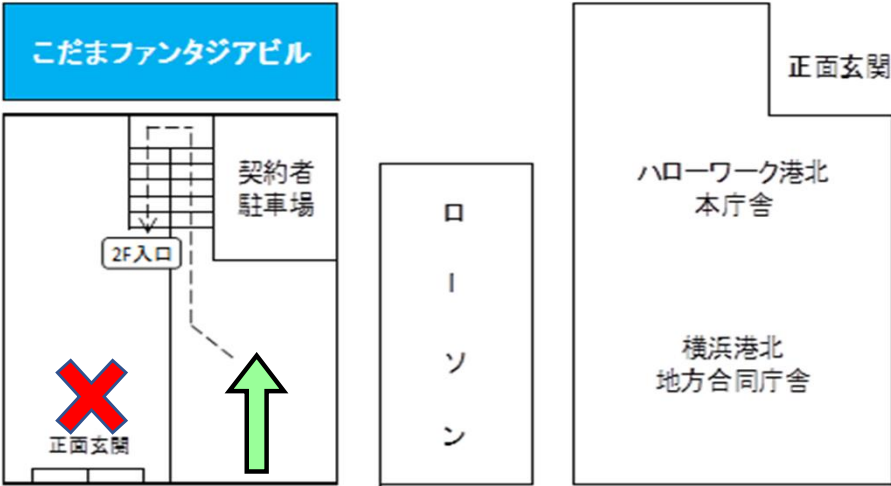 こだまファンタジアビル
正面玄関
契約者
駐車場
ハローワーク港北
本庁舎
ローソン
2F入口
横浜港北
地方合同庁舎
正面玄関